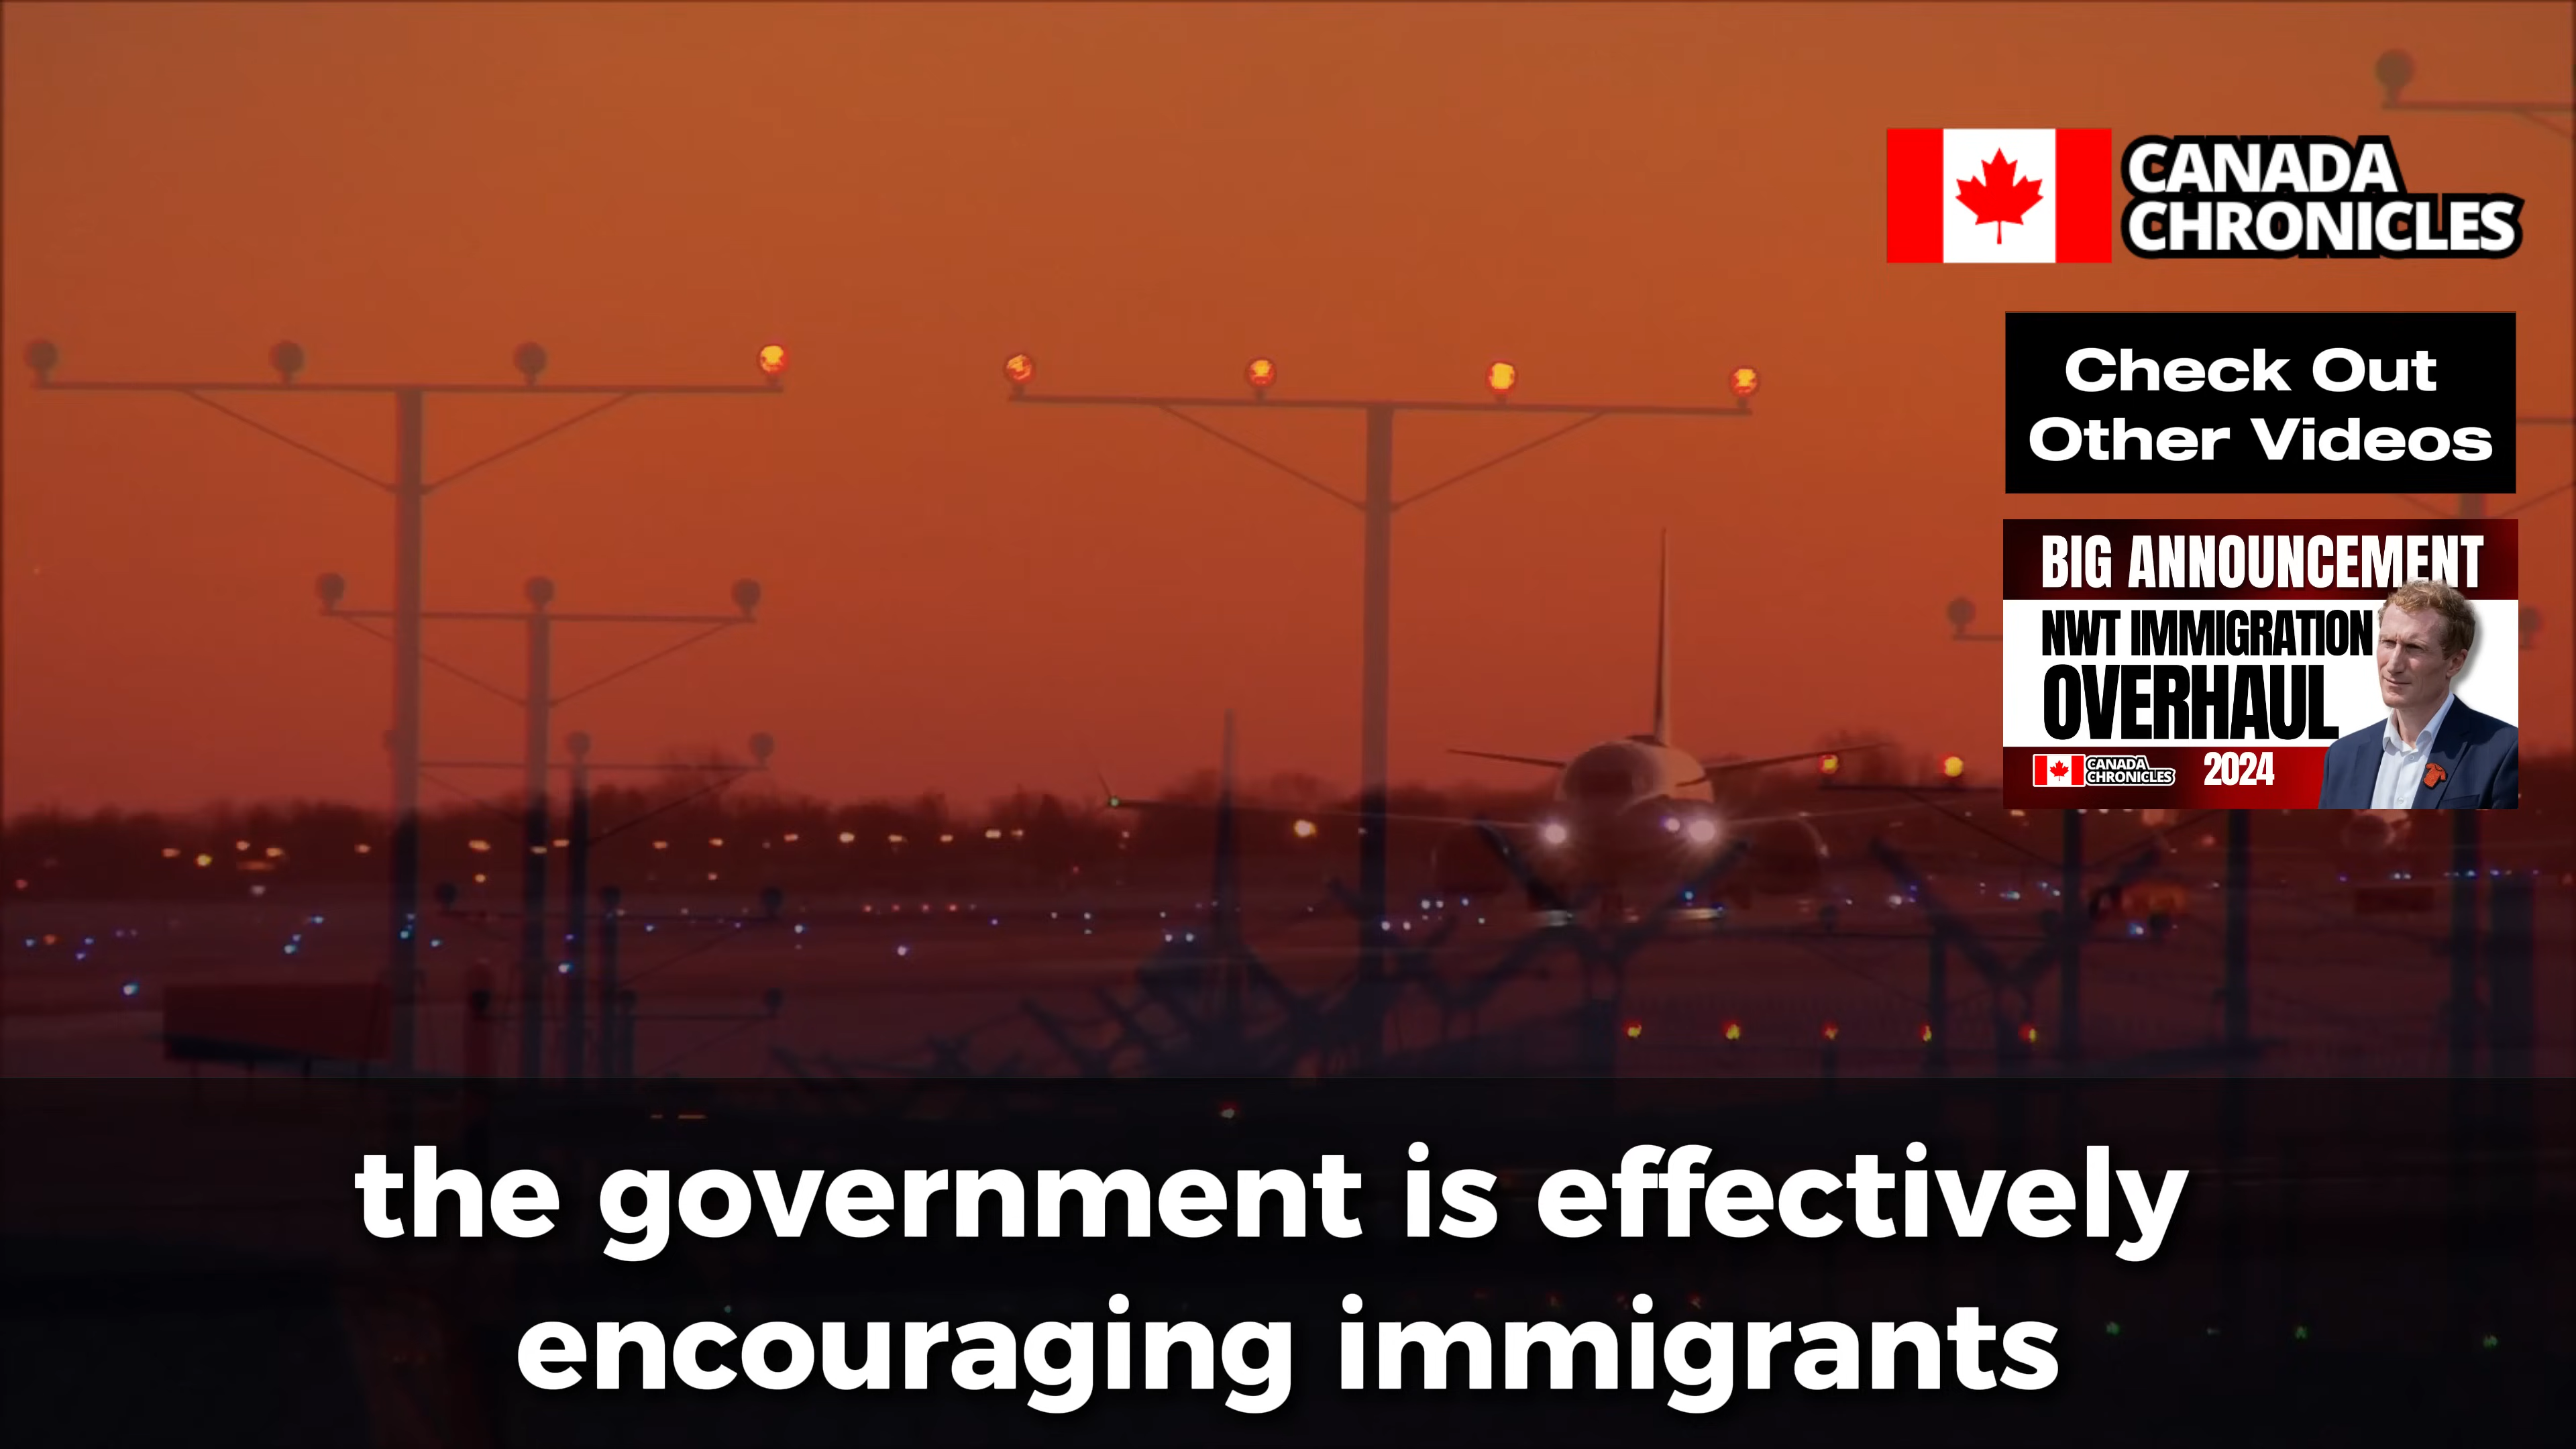 CANADA
CHRONICLES
Check Out
Other Videos
BIG ANNOUNCEMENT
NWT IMMIGRATION
OVERHAUL
CANADA
CHRONICLES
2024
the government is effectively
encouraging immigrants